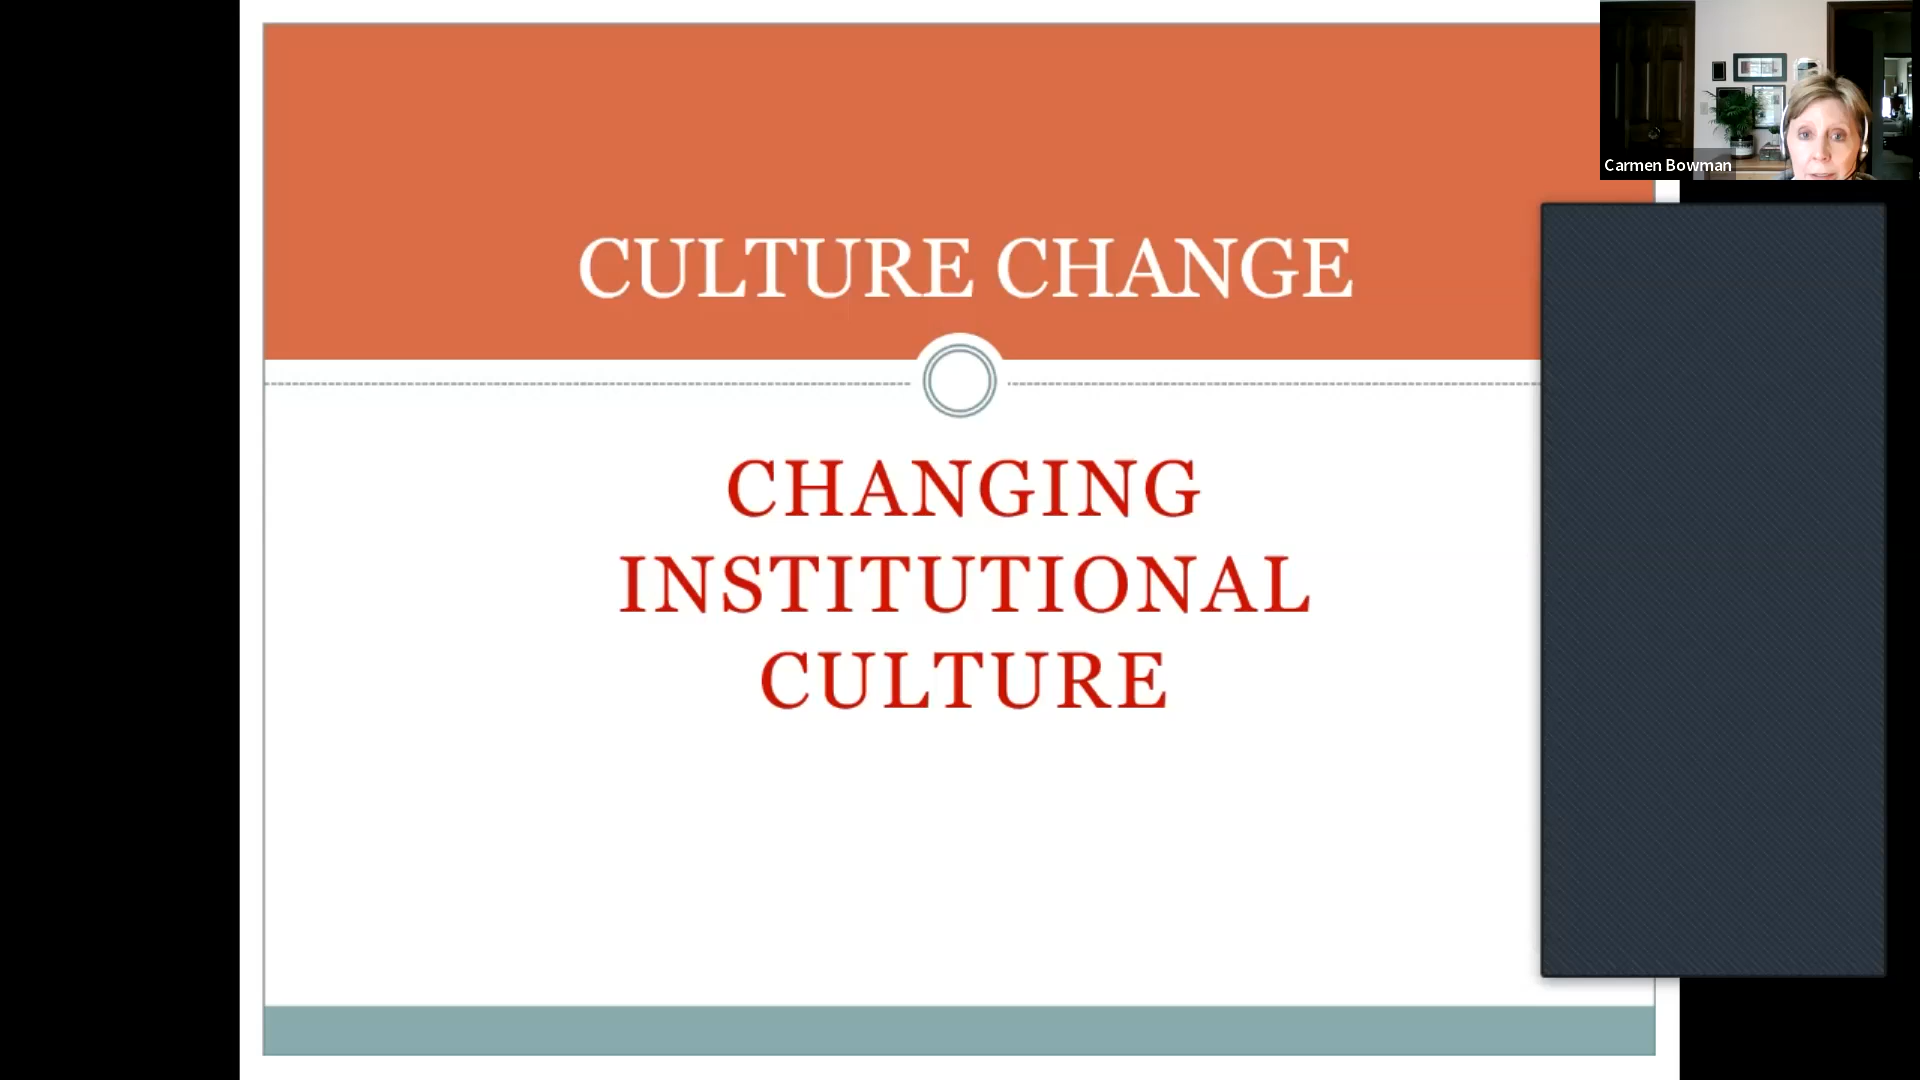 Carmen Bowman
CULTURE CHANGE
CHANGING
INSTITUTIONAL
CULTURE